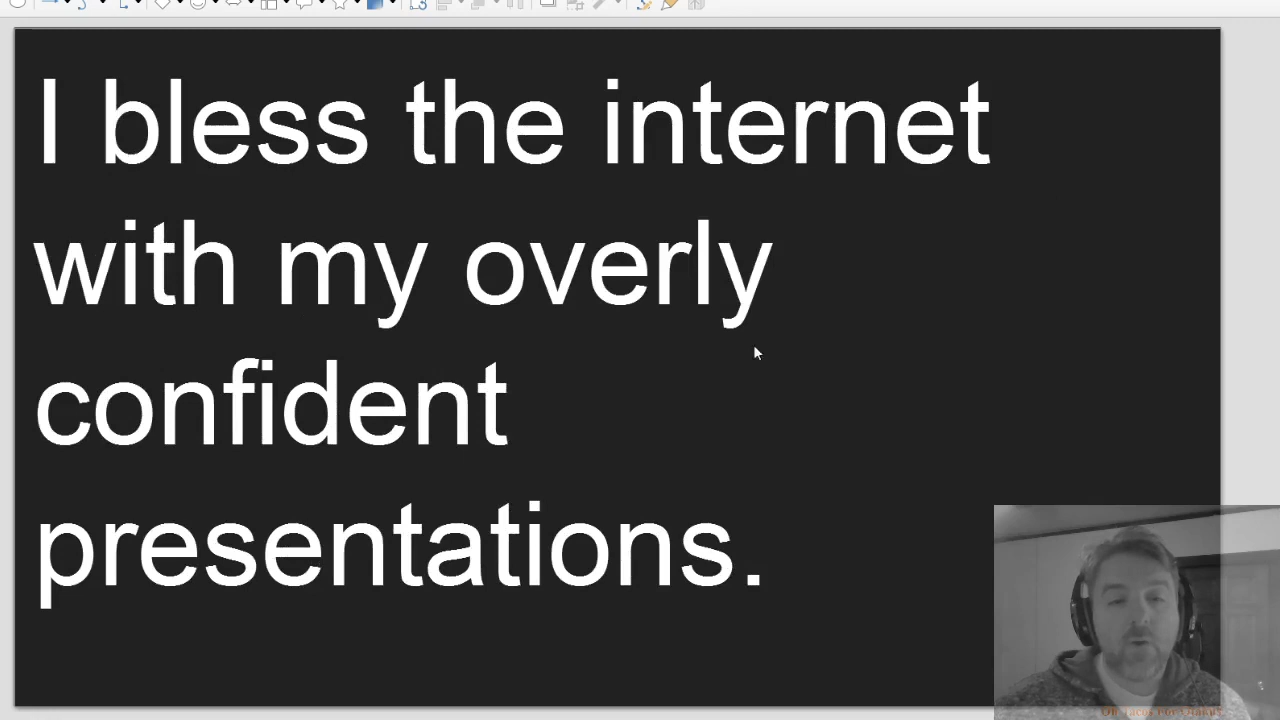 I bless the internet
with my overly
confident
presentations.